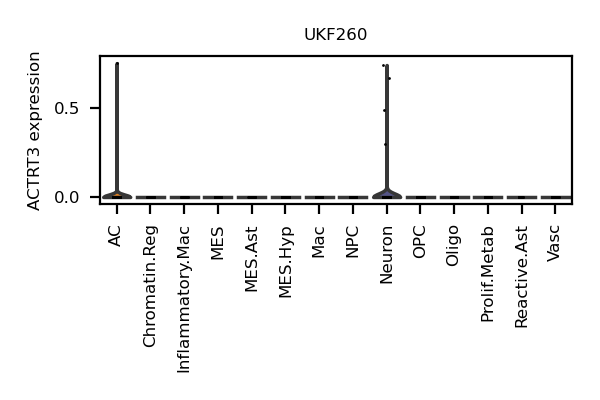 UKF260
ACTRT3 expression
0.5
0.0
AC
Chromatin.Reg
Inflammatory.Mac
MES
MES.Ast
MES.Hyp
Mac
NPC
Neuron
OPC
Oligo
Prolif.Metab
Reactive.Ast
Vasc